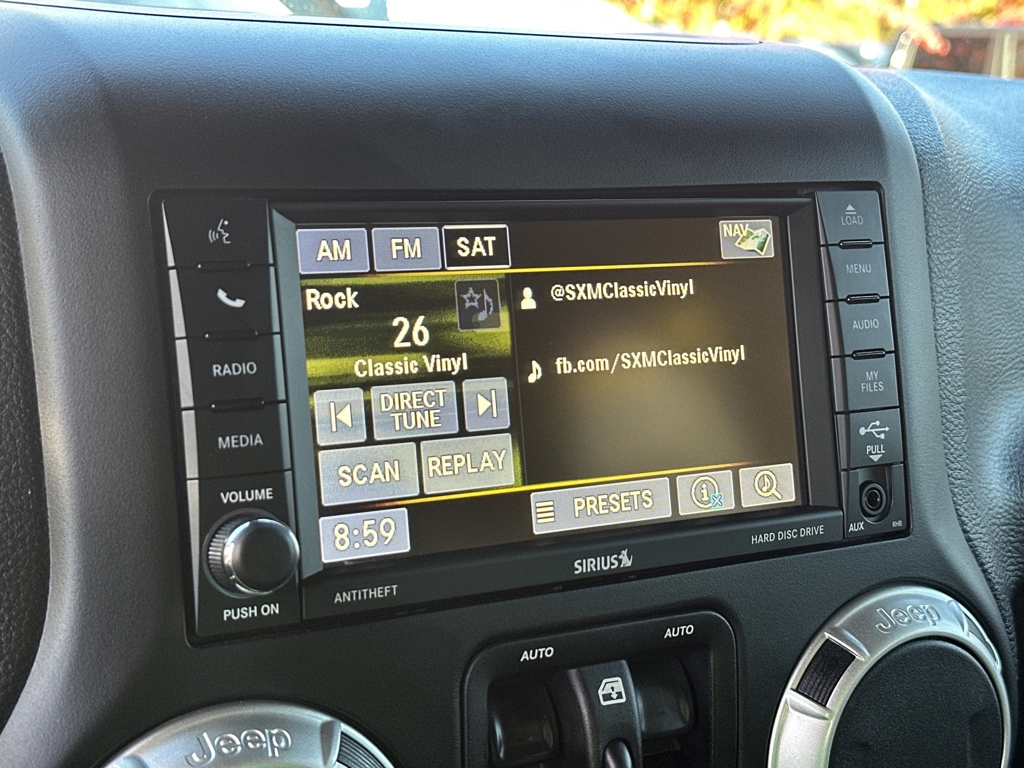 AM FM SAT NAV
Rock
26
Classic Vinyl
DIRECT
TUNE
SCAN REPLAY
8:59
@SXMClassicVinyl
fb.com/SXMClassicVinyl
PRESETS
RADIO
MEDIA
VOLUME
PUSH ON
ANTITHEFT
SIRIUS
HARD DISC DRIVE
LOAD
MENU
AUDIO
MY
FILES
PULL
AUX
RHB
AUTO
AUTO
Jeep
Jeep